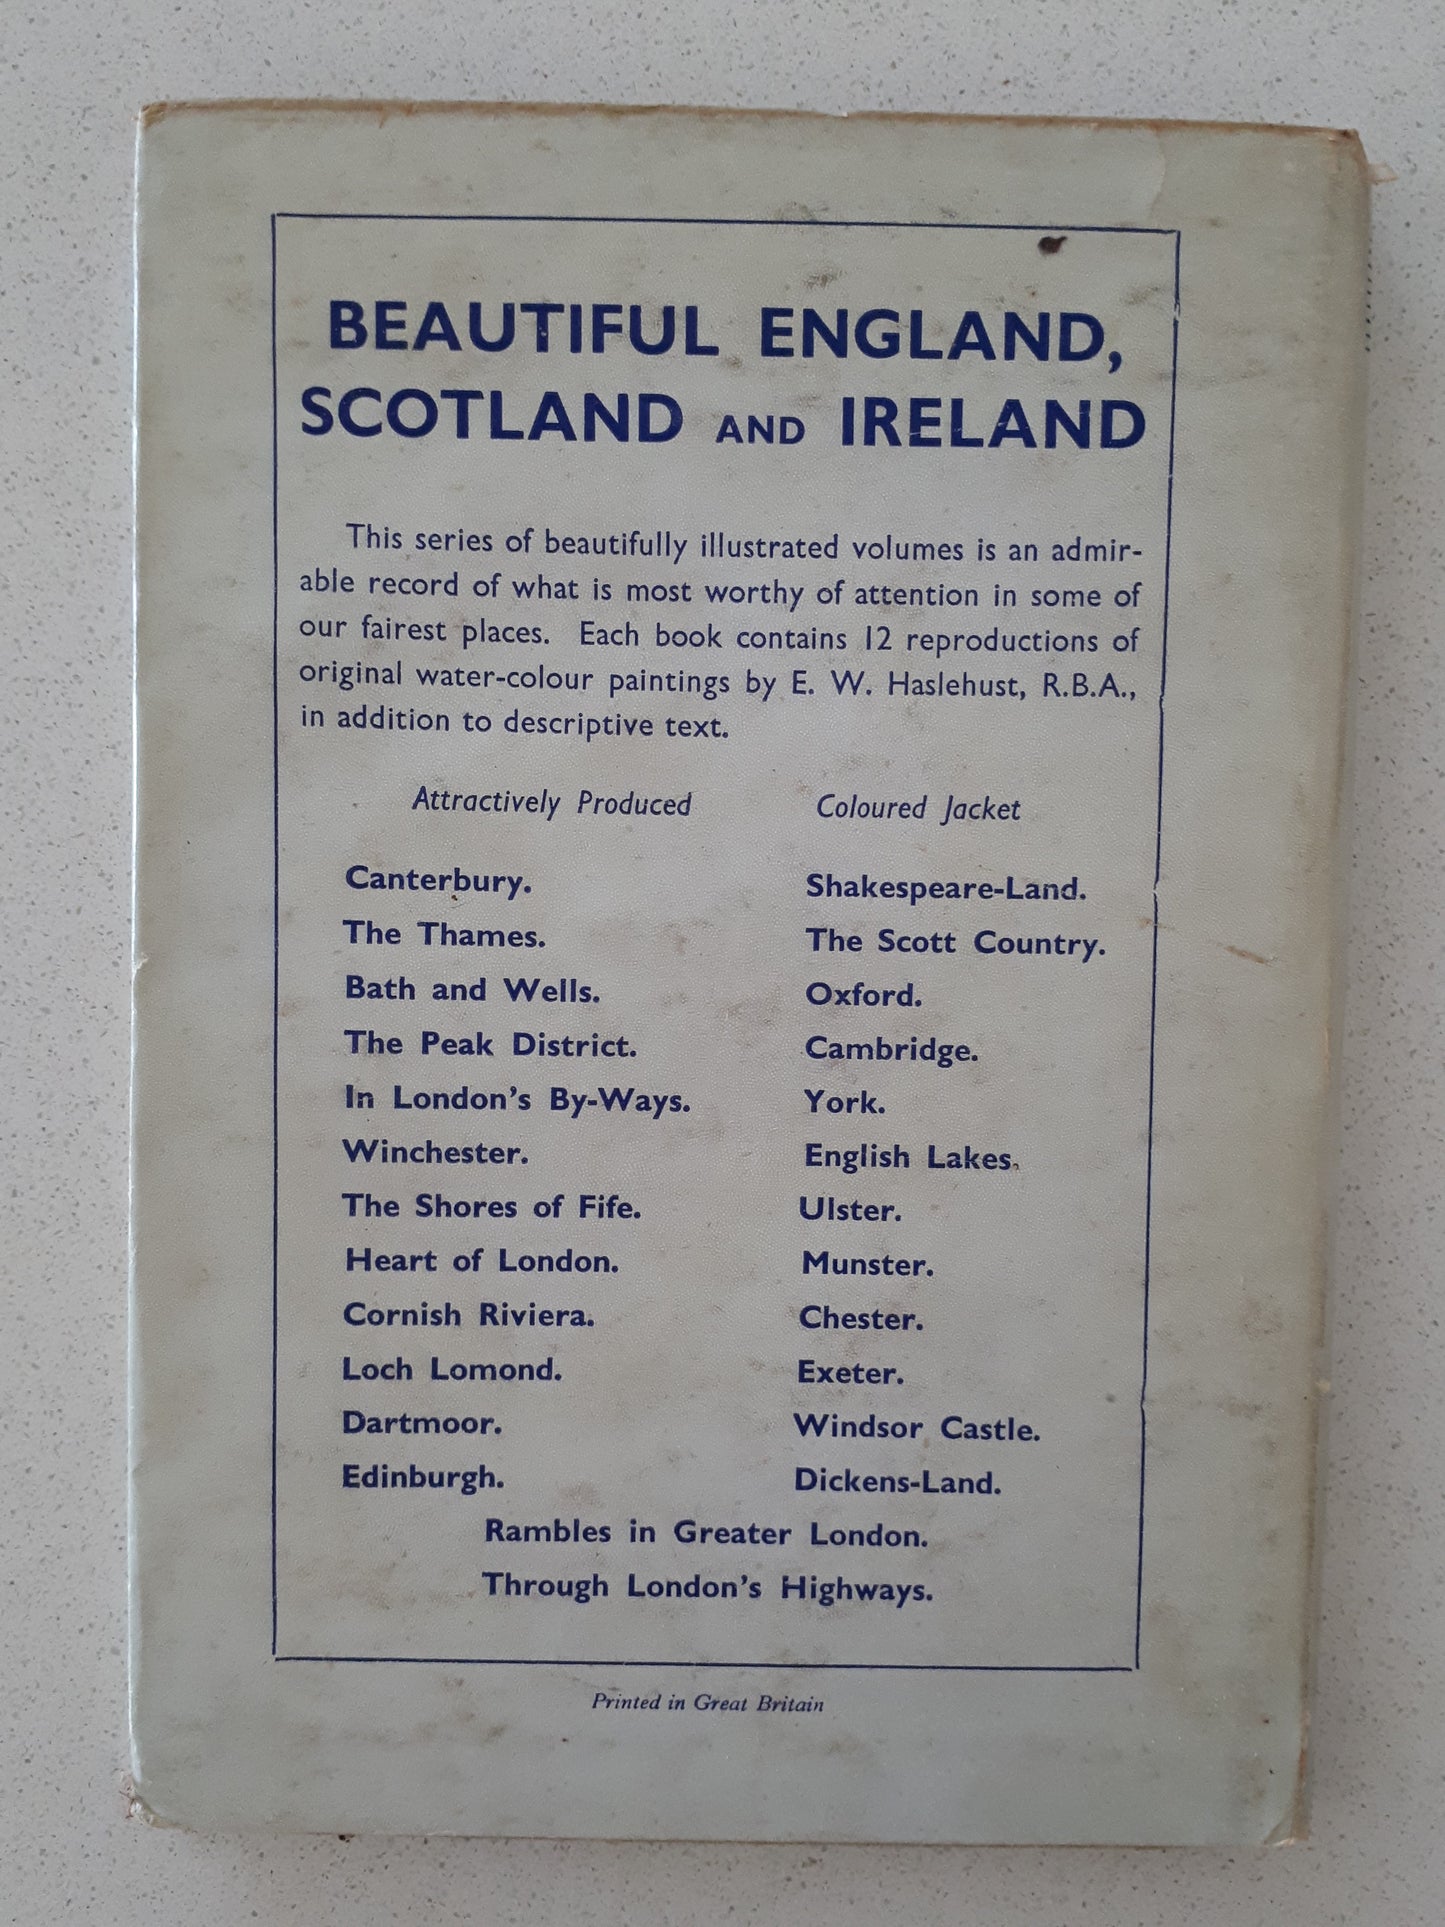 BEAUTIFUL ENGLAND,
SCOTLAND AND IRELAND
This series of beautifully illustrated volumes is an admir-
able record of what is most worthy of attention in some of
our fairest places. Each book contains 12 reproductions of
original water-colour paintings by E. W. Haslehust, R.B.A.,
in addition to descriptive text.
Attractively Produced Coloured Jacket
Canterbury. Shakespeare-Land.
The Thames. The Scott Country.
Bath and Wells. Oxford.
The Peak District. Cambridge.
In London's By-Ways. York.
Winchester. English Lakes.
The Shores of Fife. Ulster.
Heart of London. Munster.
Cornish Riviera. Chester.
Loch Lomond. Exeter.
Dartmoor. Windsor Castle.
Edinburgh. Dickens-Land.
Rambles in Greater London.
Through London's Highways.
Printed in Great Britain